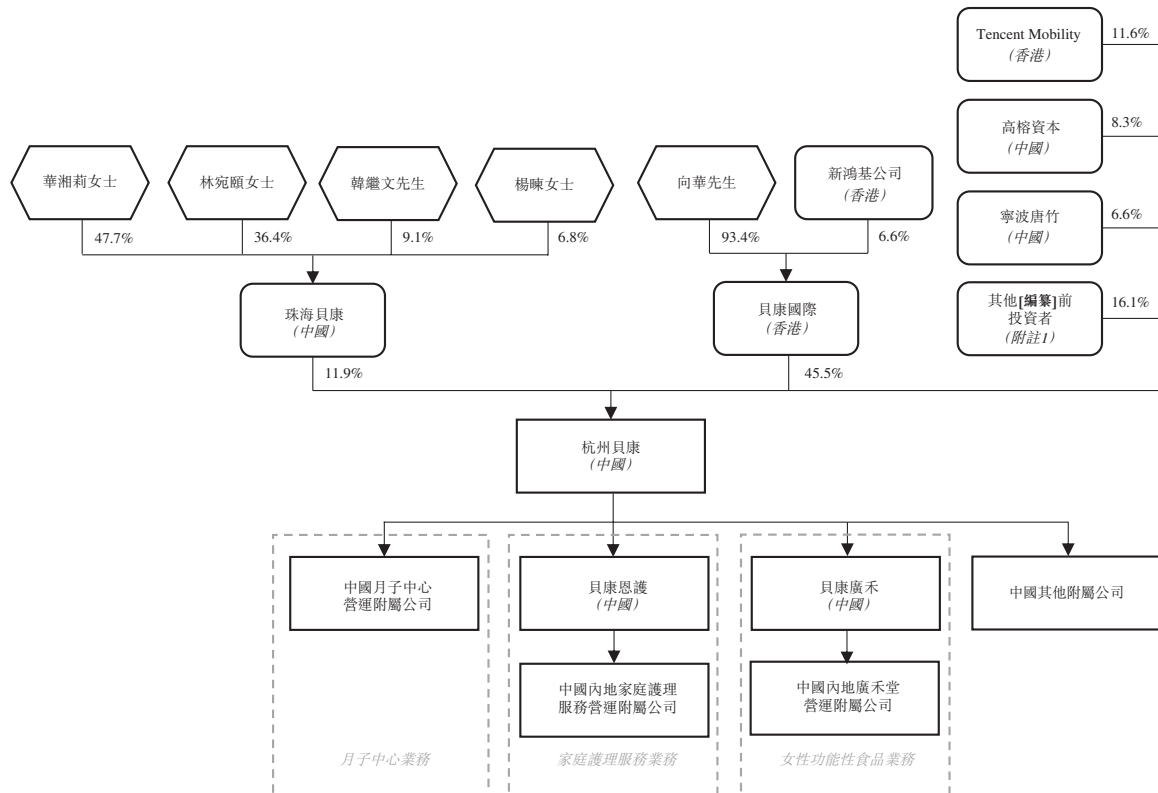 Tencent Mobility
(香港)
11.6%
高榕資本
(中國)
8.3%
華湘莉女士
林宛頤女士
韓繼文先生
楊暕女士
向華先生
新鴻基公司
(香港)
寧波唐竹
(中國)
6.6%
47.7%
36.4%
9.1%
6.8%
93.4%
6.6%
珠海貝康
(中國)
貝康國際
(香港)
其他[編纂]前
投資者
(附註1)
16.1%
11.9%
45.5%
杭州貝康
(中國)
中國月子中心
營運附屬公司
貝康恩護
(中國)
貝康廣禾
(中國)
中國其他附屬公司
中國內地家庭護理
服務營運附屬公司
中國內地廣禾堂
營運附屬公司
月子中心業務
家庭護理服務業務
女性功能性食品業務